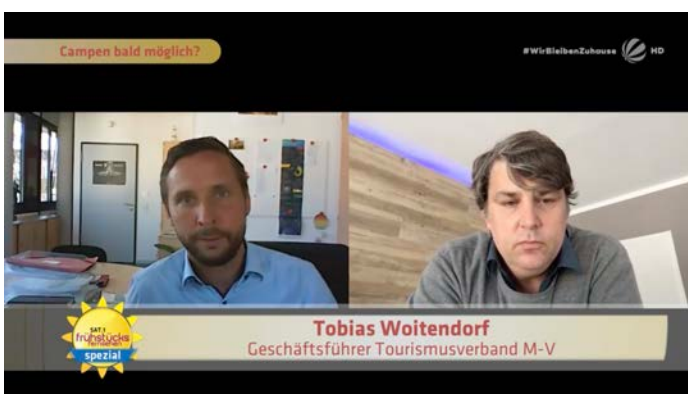 Campen bald möglich?
#WirBleibenZuhause HD
SAT.1
frühstücks
fernsehen
spezial
Tobias Woitendorf
Geschäftsführer Tourismusverband M-V